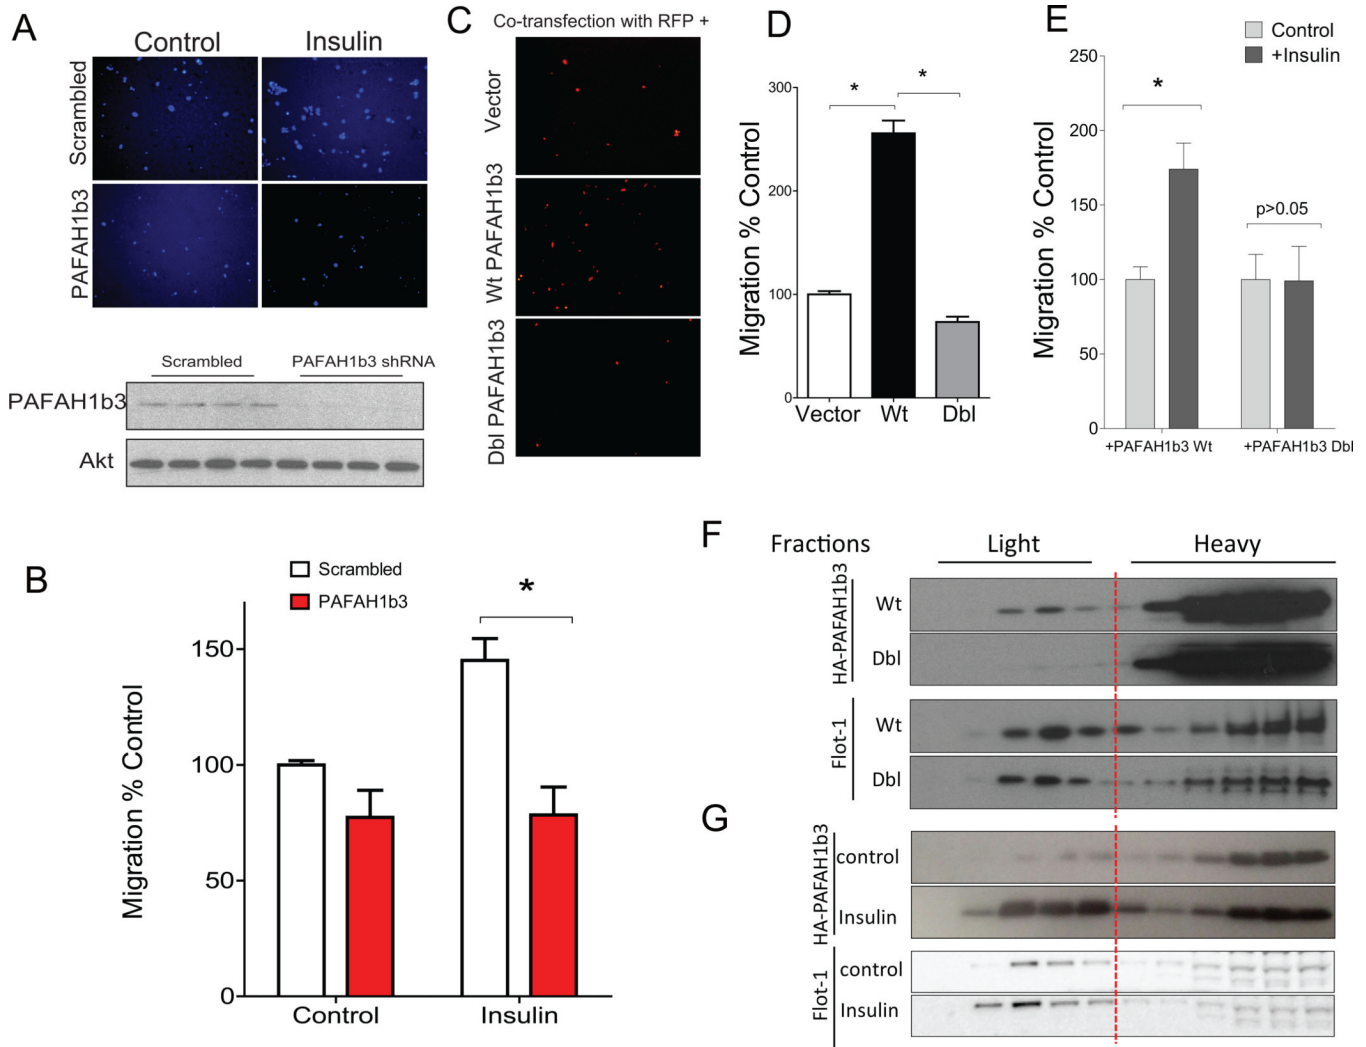 A
Control
Insulin
Scrambled
PAFAH1b3
Scrambled
PAFAH1b3 shRNA
PAFAH1b3
Akt
B
Scrambled
PAFAH1b3
*
Migration % Control
150
100
50
0
Control
Insulin
C
Co-transfection with RFP +
Vector
Wt PAFAH1b3
Dbl PAFAH1b3
D
Migration % Control
300
200
100
0
*
*
Vector
Wt
Dbl
E
Control
+Insulin
Migration % Control
250
200
150
100
50
0
*
p>0.05
+PAFAH1b3 Wt
+PAFAH1b3 Dbl
F
Fractions
Light
Heavy
HA-PAFAH1b3
Wt
Dbl
Flot-1
Wt
Dbl
G
HA-PAFAH1b3
control
Insulin
Flot-1
control
Insulin